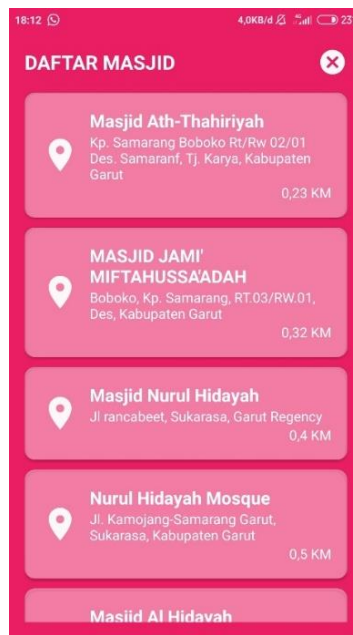 18:12 4,0KB/d 4G 23
DAFTAR MASJID
Masjid Ath-Thahiriyah
Kp. Samarang Boboko Rt/Rw 02/01
Des. Samaranf, Tj. Karya, Kabupaten
Garut
0,23 KM
MASJID JAMI'
MIFTAHUSSA'ADAH
Boboko, Kp. Samarang, RT.03/RW.01,
Des, Kabupaten Garut
0,32 KM
Masjid Nurul Hidayah
Jl rancabeet, Sukarasa, Garut Regency
0,4 KM
Nurul Hidayah Mosque
Jl. Kamojang-Samarang Garut,
Sukarasa, Kabupaten Garut
0,5 KM
Masjid Al Hidayah